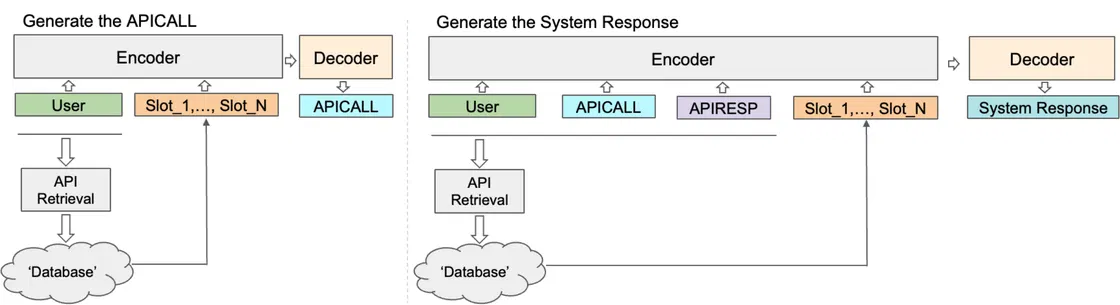 Generate the APICALL
Encoder
Decoder
User
Slot_1,..., Slot_N
APICALL
API
Retrieval
‘Database’
Generate the System Response
Encoder
Decoder
User
APICALL
APIRESP
Slot_1,..., Slot_N
System Response
API
Retrieval
‘Database’